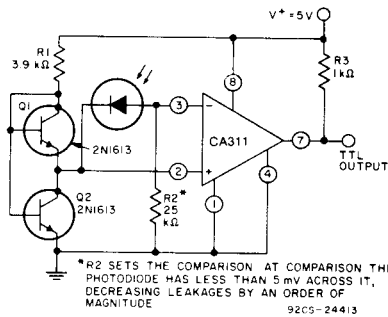 V+ = 5V
R1
3.9 kΩ
R3
1kΩ
Q1
2N1613
8
3
CA311
7
TTL
OUTPUT
2
4
Q2
2N1613
R2*
25
kΩ
1
*R2 SETS THE COMPARISON AT COMPARISON THE
PHOTODIODE HAS LESS THAN 5 mV ACROSS IT,
DECREASING LEAKAGES BY AN ORDER OF
MAGNITUDE
92CS-24413